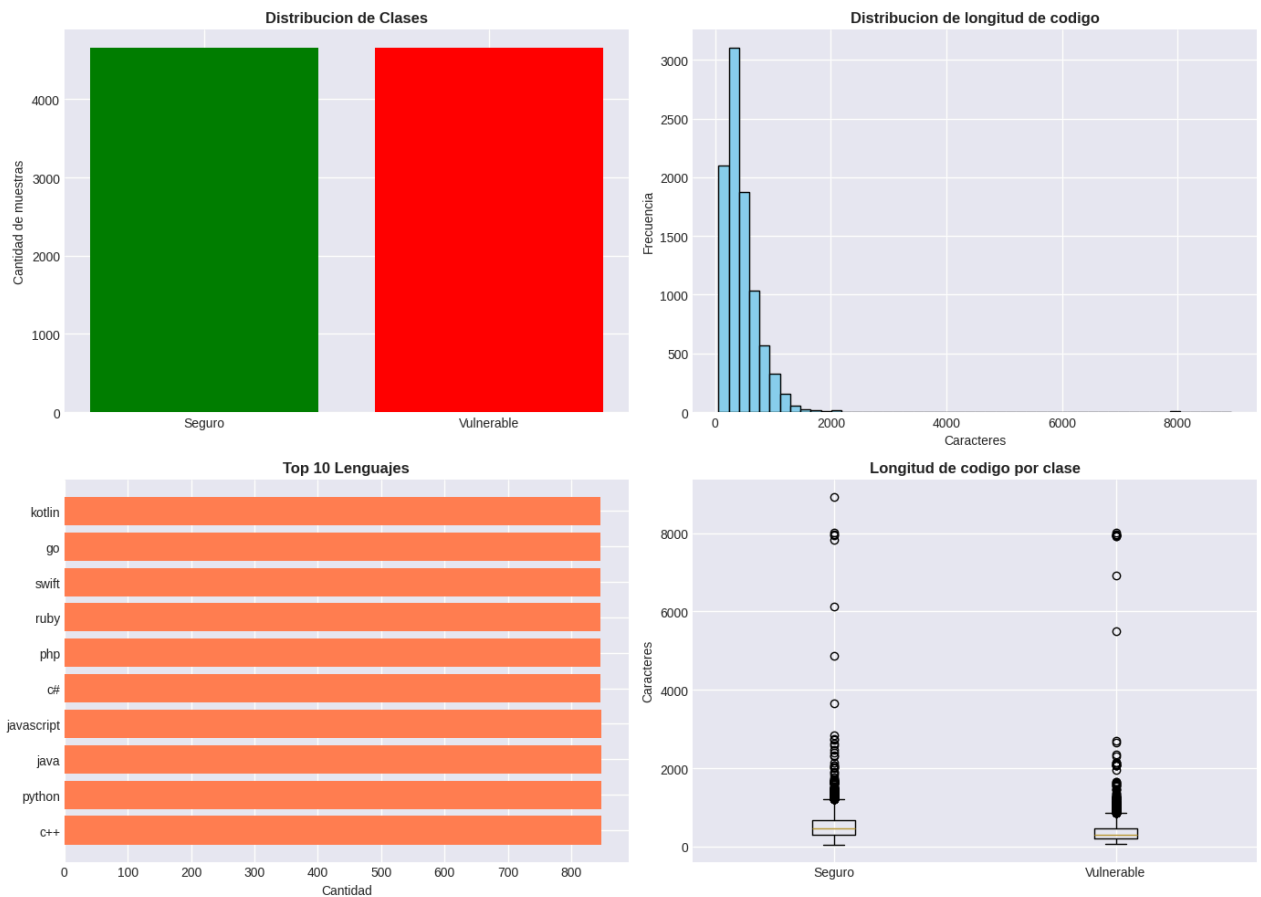 Distribucion de Clases
Cantidad de muestras
4000
3000
2000
1000
0
Seguro
Vulnerable
Distribucion de longitud de codigo
Frecuencia
3000
2500
2000
1500
1000
500
0
0
2000
4000
6000
8000
Caracteres
Top 10 Lenguajes
kotlin
go
swift
ruby
php
c#
javascript
java
python
c++
0
100
200
300
400
500
600
700
800
Cantidad
Longitud de codigo por clase
Caracteres
8000
6000
4000
2000
0
Seguro
Vulnerable